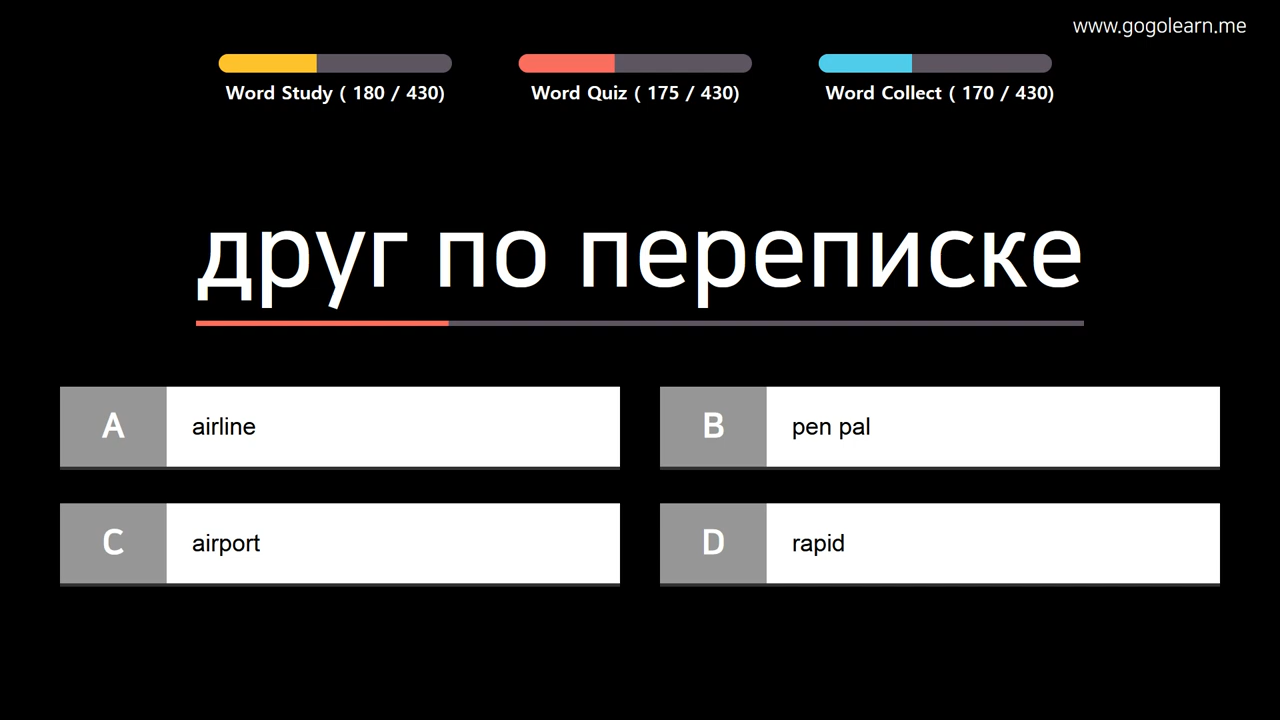 www.gogolearn.me
Word Study ( 180 / 430)
Word Quiz ( 175 / 430)
Word Collect ( 170 / 430)
друг по переписке
A airline
B pen pal
C airport
D rapid